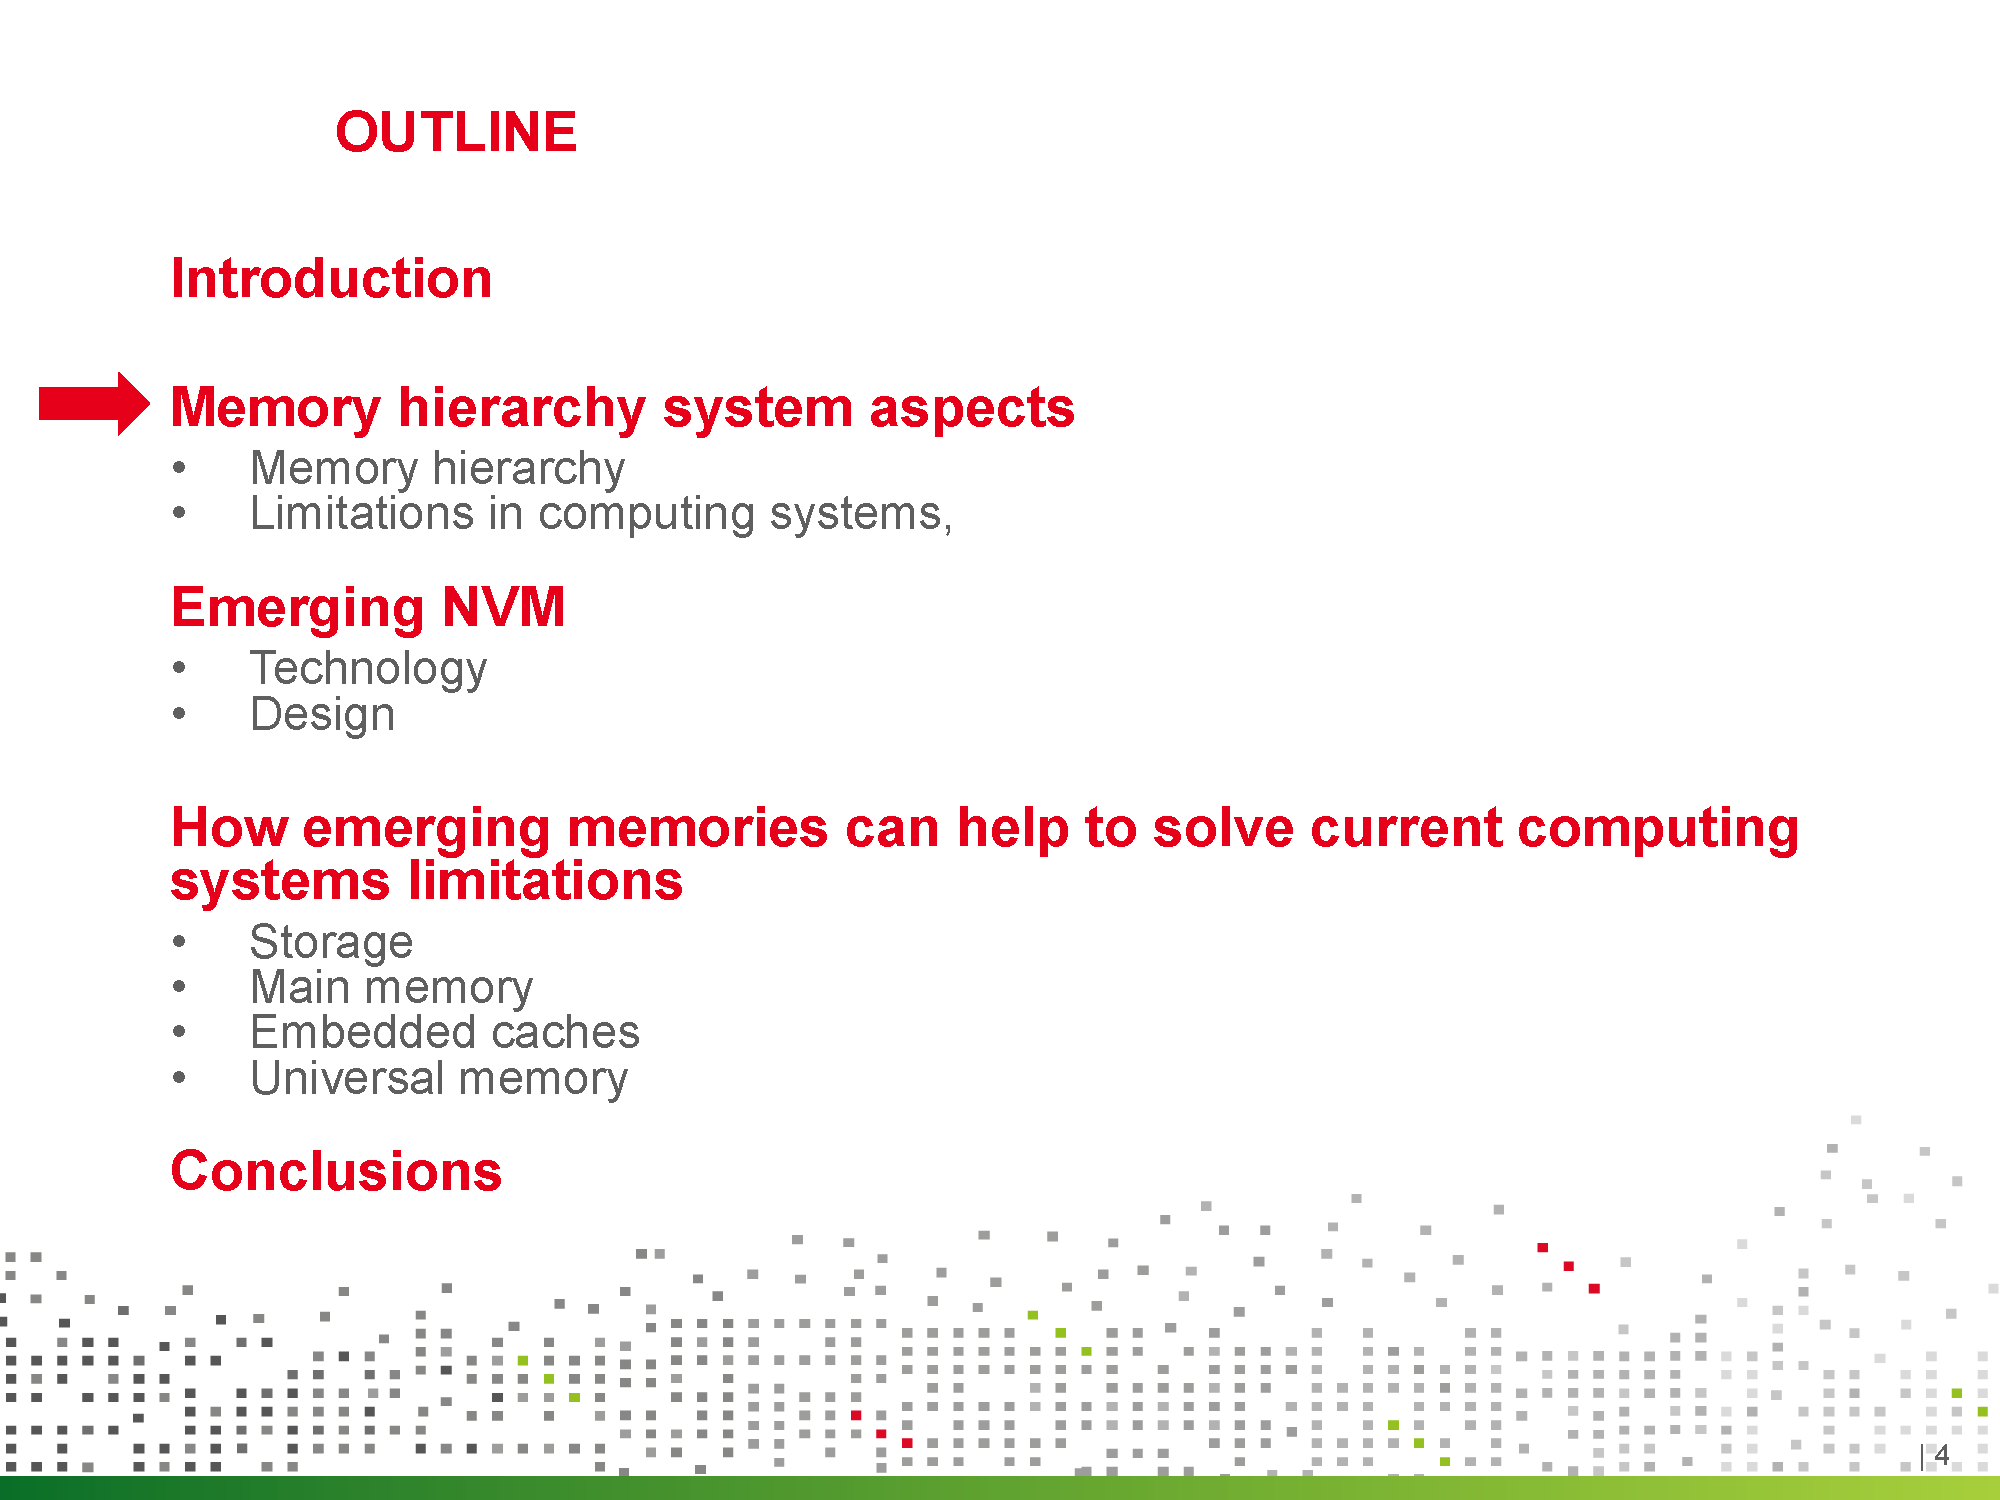 OUTLINE
Introduction
Memory hierarchy system aspects
• Memory hierarchy
• Limitations in computing systems,
Emerging NVM
• Technology
• Design
How emerging memories can help to solve current computing
systems limitations
• Storage
• Main memory
• Embedded caches
• Universal memory
Conclusions
| 4